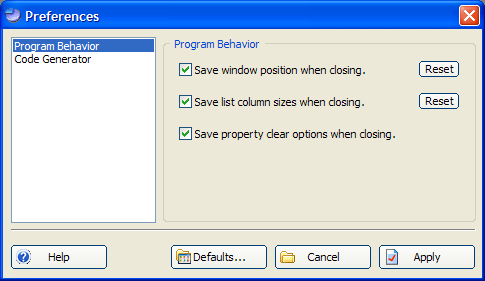 Preferences
Program Behavior
Code Generator
Program Behavior
Save window position when closing.
Reset
Save list column sizes when closing.
Reset
Save property clear options when closing.
Help
Defaults...
Cancel
Apply